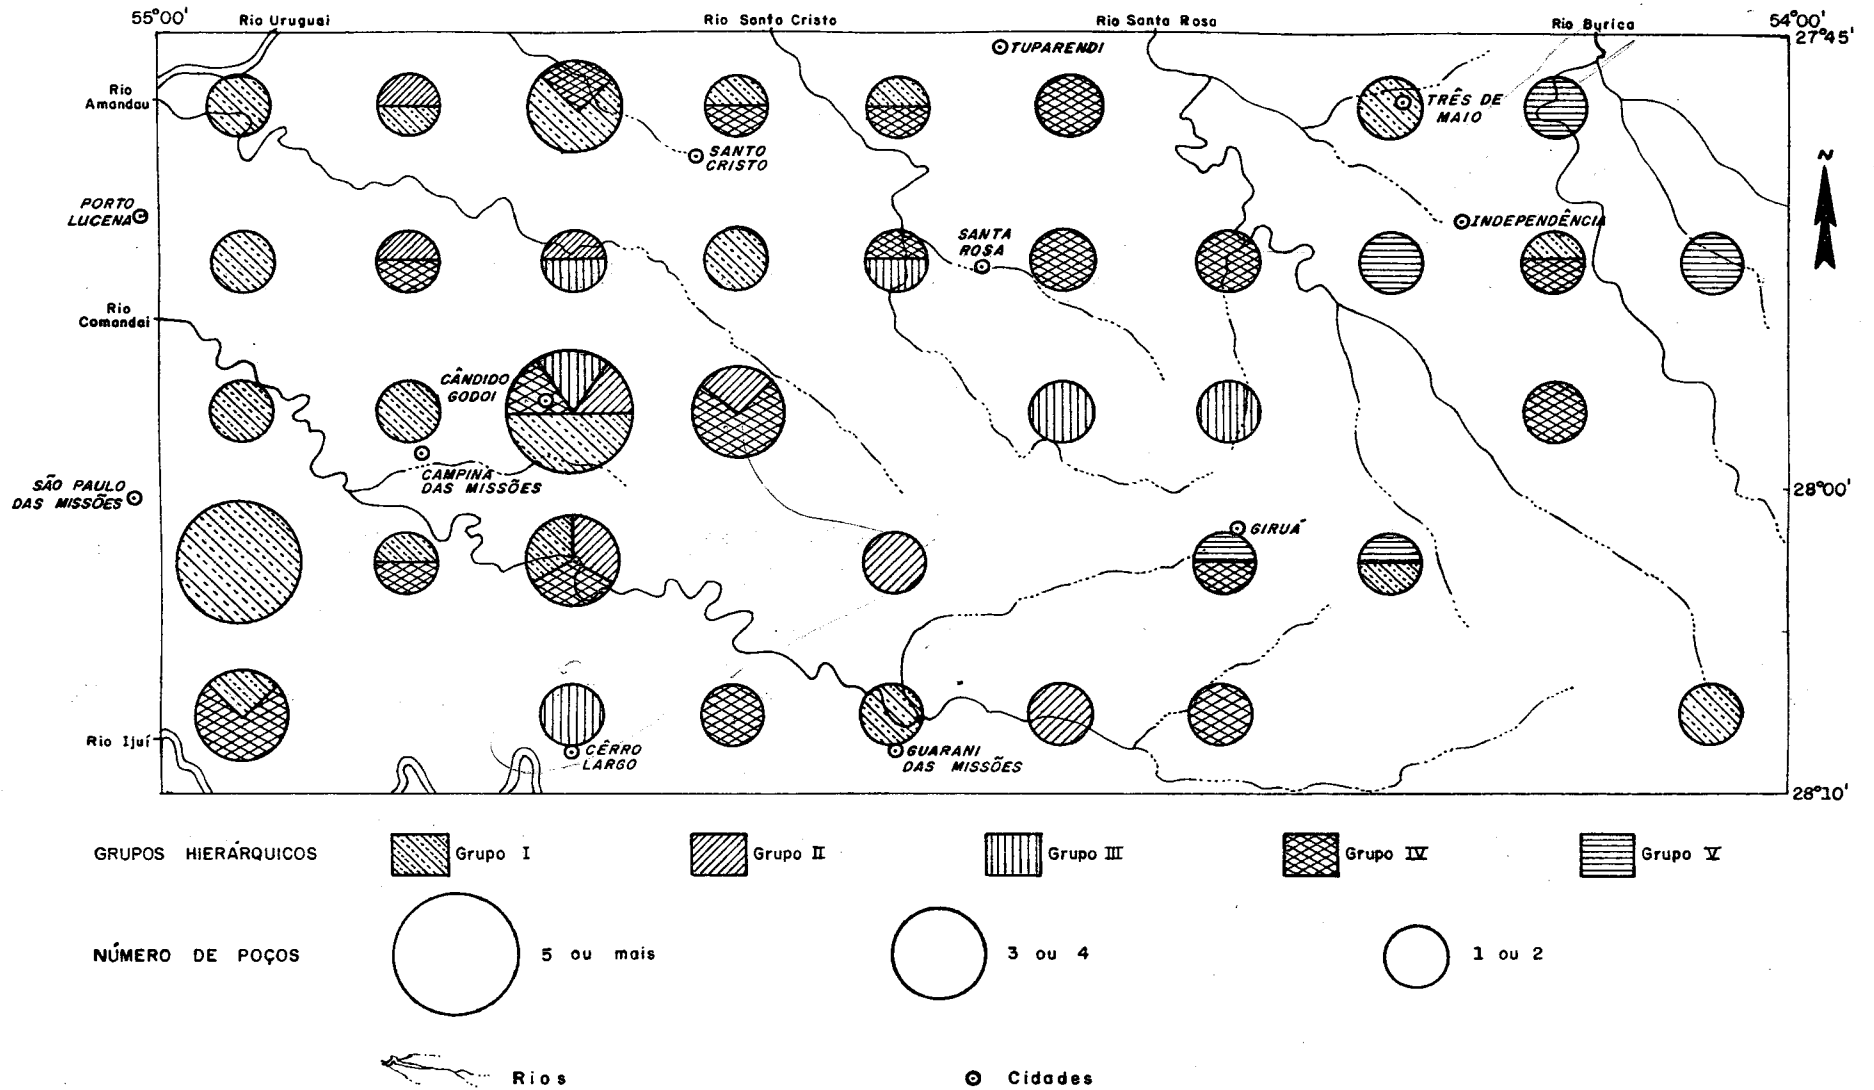 55°00'
Rio Uruguai
Rio Santo Cristo
Rio Santa Rosa
Rio Burica
54°00'
27°45'
TUPARENDI
Rio
Amandau
TRÊS DE
MAIO
SANTO
CRISTO
N
PORTO
LUCENA
INDEPENDÊNCIA
SANTA
ROSA
Rio
Comandai
CÂNDIDO
GODOI
CAMPINA
DAS MISSÕES
SÃO PAULO
DAS MISSÕES
28°00'
GIRUÁ
Rio Ijuí
CÊRRO
LARGO
GUARANI
DAS MISSÕES
28°10'
GRUPOS HIERÁRQUICOS
Grupo I
Grupo II
Grupo III
Grupo IV
Grupo V
NÚMERO DE POÇOS
5 ou mais
3 ou 4
1 ou 2
Rios
Cidades